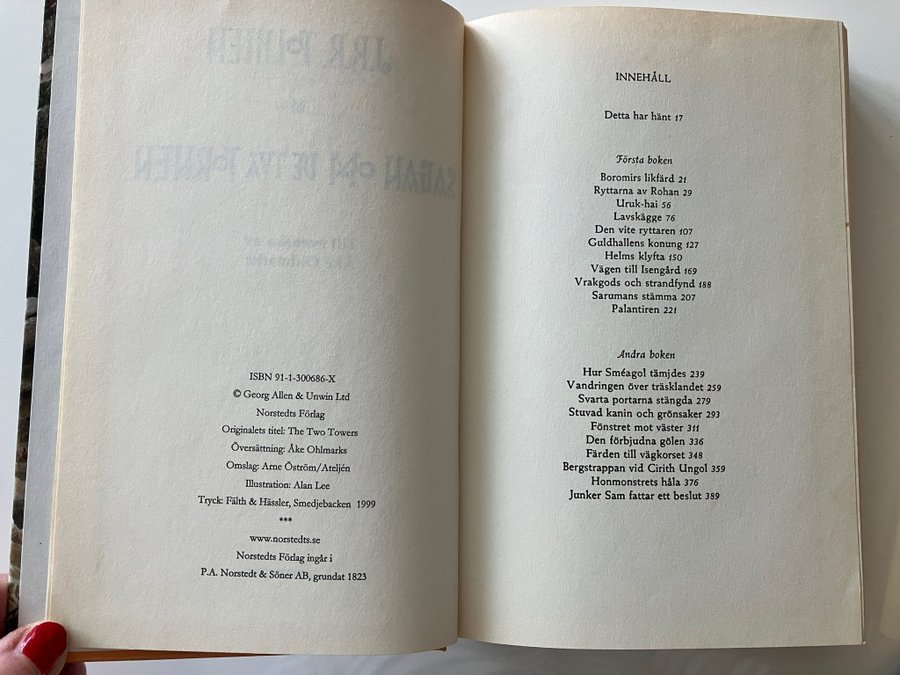 ISBN 91-1-300686-X
© Georg Allen & Unwin Ltd
Norstedts Förlag
Originalets titel: The Two Towers
Översättning: Åke Ohlmarks
Omslag: Arne Öström/Ateljén
Illustration: Alan Lee
Tryck: Fälth & Hässler, Smedjebacken 1999
***
www.norstedts.se
Norstedts Förlag ingår i
P.A. Norstedt & Söner AB, grundat 1823
INNEHÅLL
Detta har hänt 17
Första boken
Boromirs likfärd 21
Ryttarna av Rohan 29
Uruk-hai 56
Lavskägge 76
Den vite ryttaren 107
Guldhallens konung 127
Helms klyfta 150
Vägen till Isengård 169
Vrakgods och strandfynd 188
Sarumans stämma 207
Palantiren 221
Andra boken
Hur Sméagol tämjdes 239
Vandringen över träsklandet 259
Svarta portarna stängda 279
Stuvad kanin och grönsaker 293
Fönstret mot väster 311
Den förbjudna gölen 336
Färden till vägkorset 348
Bergstrappan vid Cirith Ungol 359
Honmonstrets håla 376
Junker Sam fattar ett beslut 389